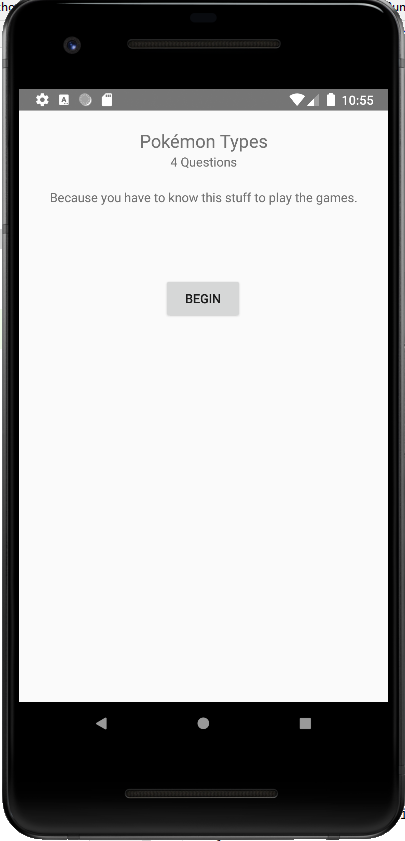 10:55
Pokémon Types
4 Questions
Because you have to know this stuff to play the games.
BEGIN